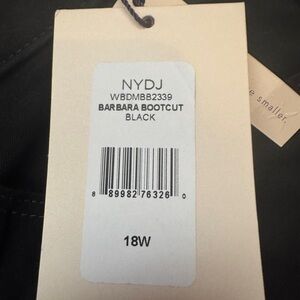 NYDJ
WBDMBB2339
BARBARA BOOTCUT
BLACK
8 89982 76326 0
18W
smaller.